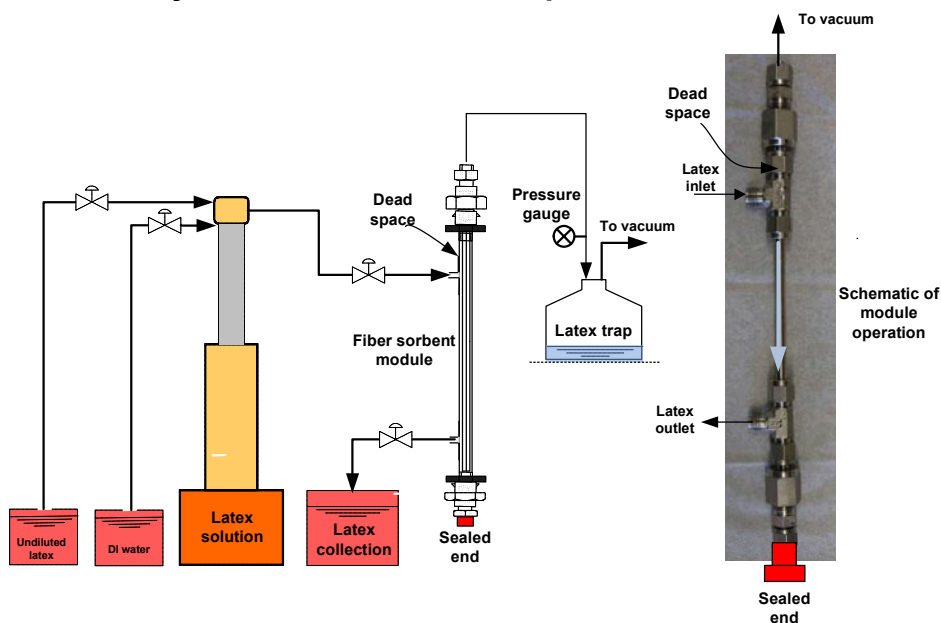 To vacuum
Dead
space
Latex
inlet
Dead
space
Pressure
gauge
To vacuum
Schematic of
module
operation
Latex trap
Fiber sorbent
module
Latex
outlet
Undiluted
latex
DI water
Latex
solution
Latex
collection
Sealed
end
Sealed
end